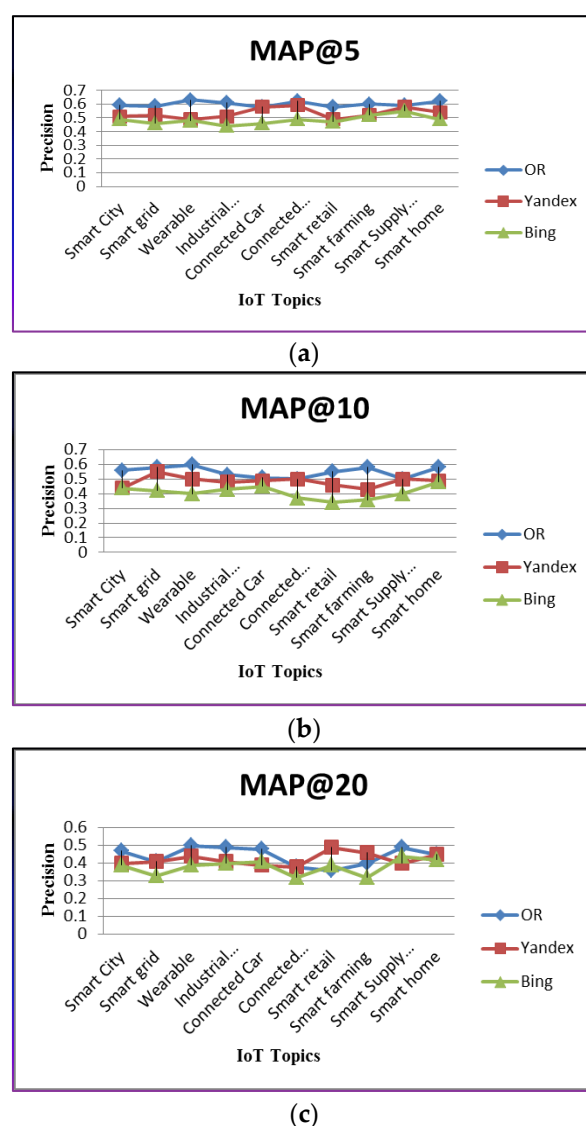 MAP@5
Precision
0.7
0.6
0.5
0.4
0.3
0.2
0.1
0
Smart City
Smart grid
Wearable
Industrial...
Connected Car
Connected...
Smart retail
Smart farming
Smart Supply...
Smart home
IoT Topics
OR
Yandex
Bing
(a)
MAP@10
Precision
0.7
0.6
0.5
0.4
0.3
0.2
0.1
0
Smart City
Smart grid
Wearable
Industrial...
Connected Car
Connected...
Smart retail
Smart farming
Smart Supply...
Smart home
IoT Topics
OR
Yandex
Bing
(b)
MAP@20
Precision
0.6
0.5
0.4
0.3
0.2
0.1
0
Smart City
Smart grid
Wearable
Industrial...
Connected Car
Connected...
Smart retail
Smart farming
Smart Supply...
Smart home
IoT Topics
OR
Yandex
Bing
(c)